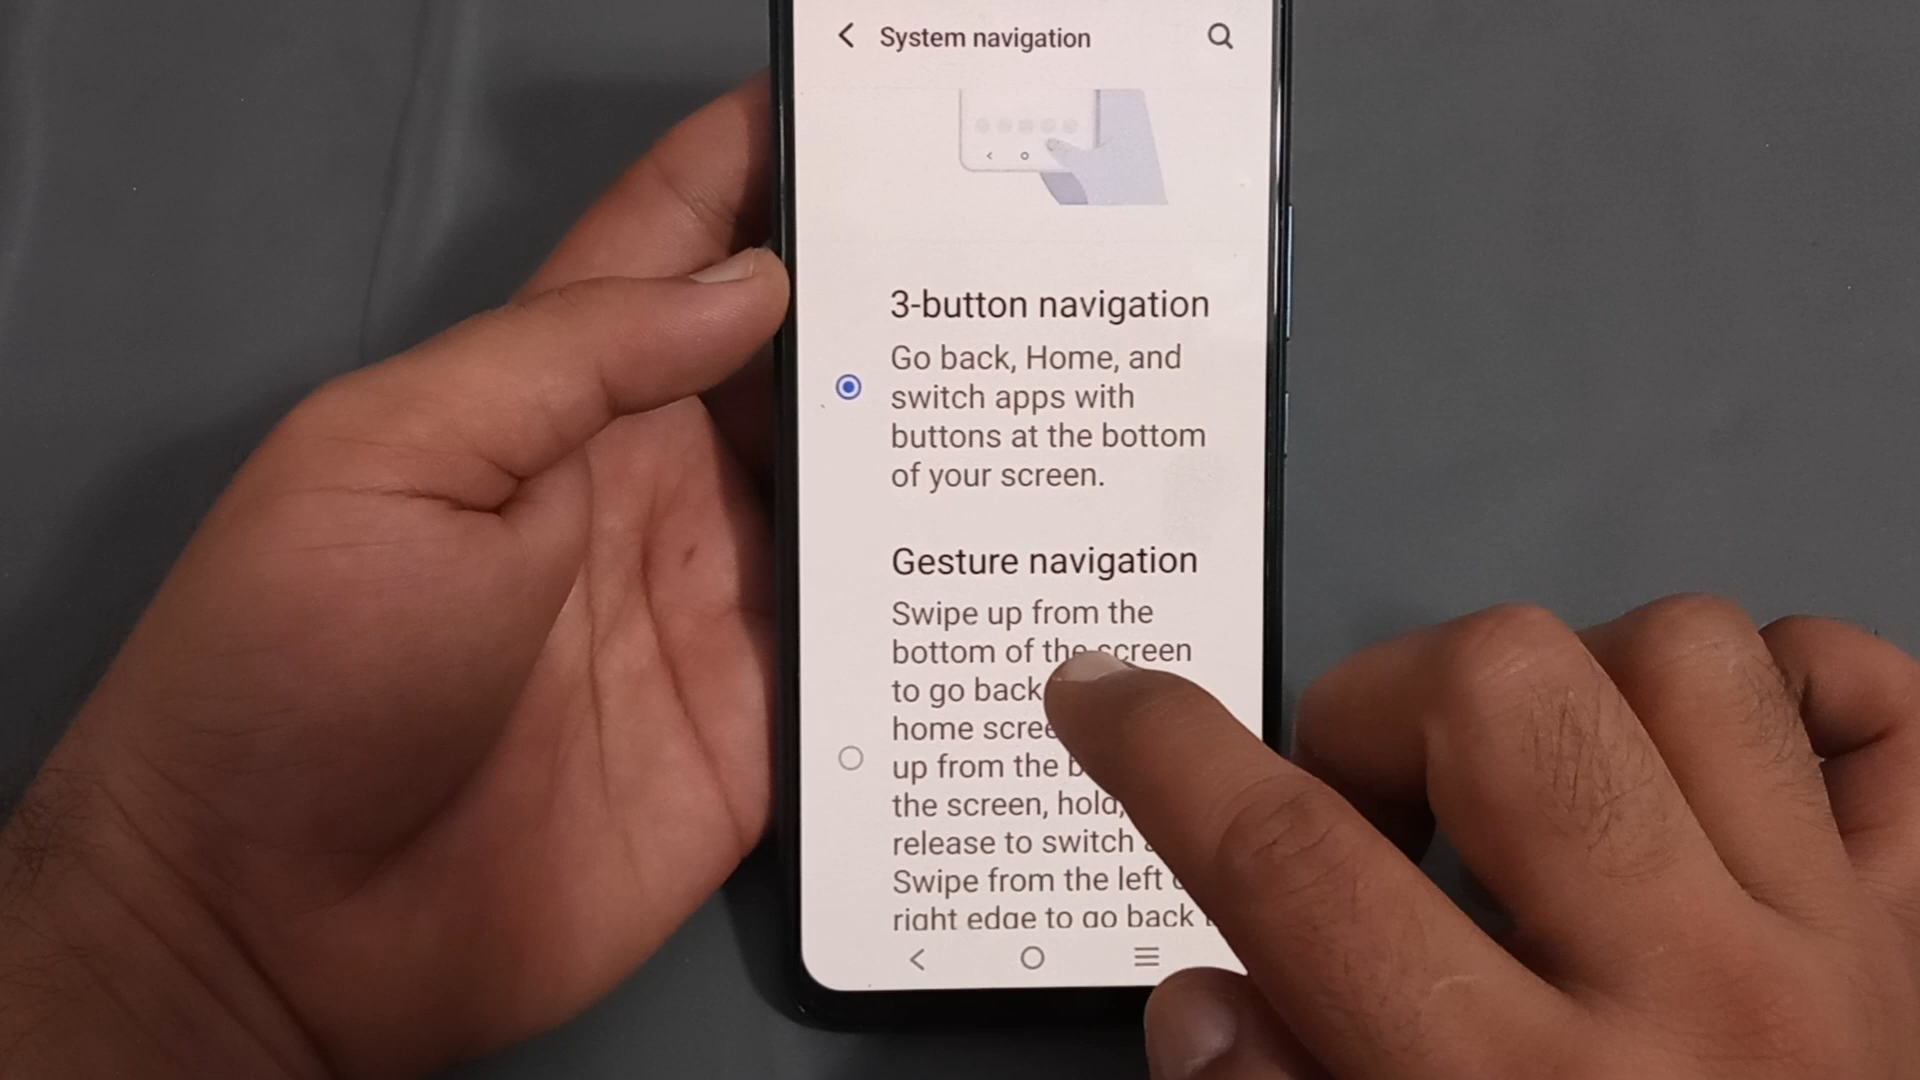 System navigation
3-button navigation
Go back, Home, and
switch apps with
buttons at the bottom
of your screen.
Gesture navigation
Swipe up from the
bottom of the screen
to go back
home
up from the
the screen, hold,
release to switch
Swipe from the left
right edge to go back